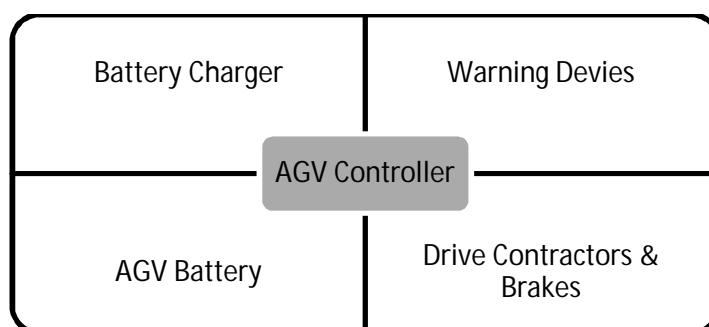 Battery Charger
Warning Devies
AGV Controller
AGV Battery
Drive Contractors &
Brakes